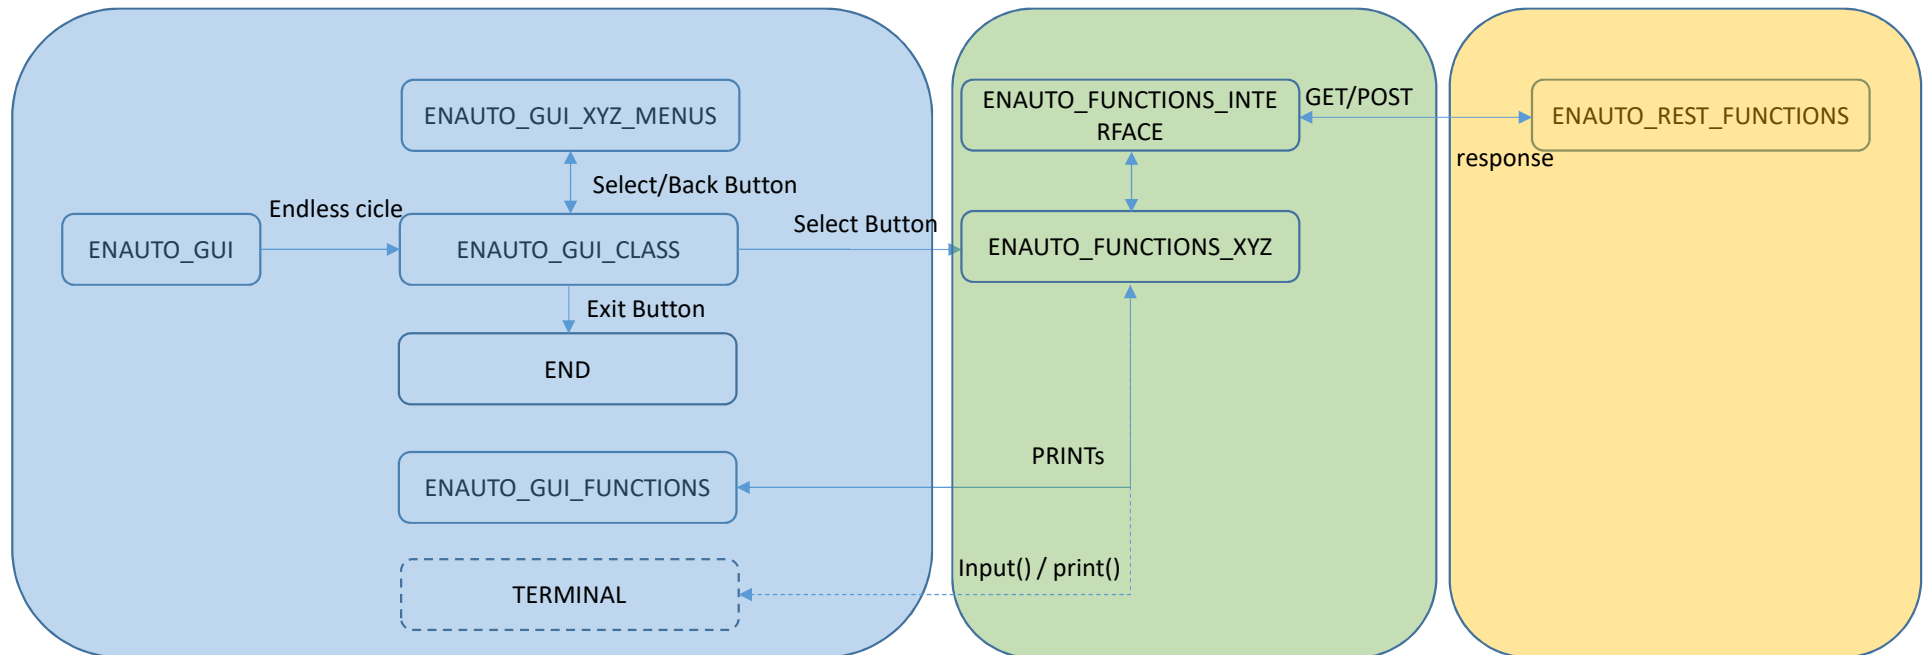 ENAUTO_GUI_XYZ_MENUS
ENAUTO_FUNCTIONS_INTE
RFACE
GET/POST
ENAUTO_REST_FUNCTIONS
response
Select/Back Button
Endless cicle
Select Button
ENAUTO_GUI
ENAUTO_GUI_CLASS
ENAUTO_FUNCTIONS_XYZ
Exit Button
END
PRINTs
ENAUTO_GUI_FUNCTIONS
Input() / print()
TERMINAL